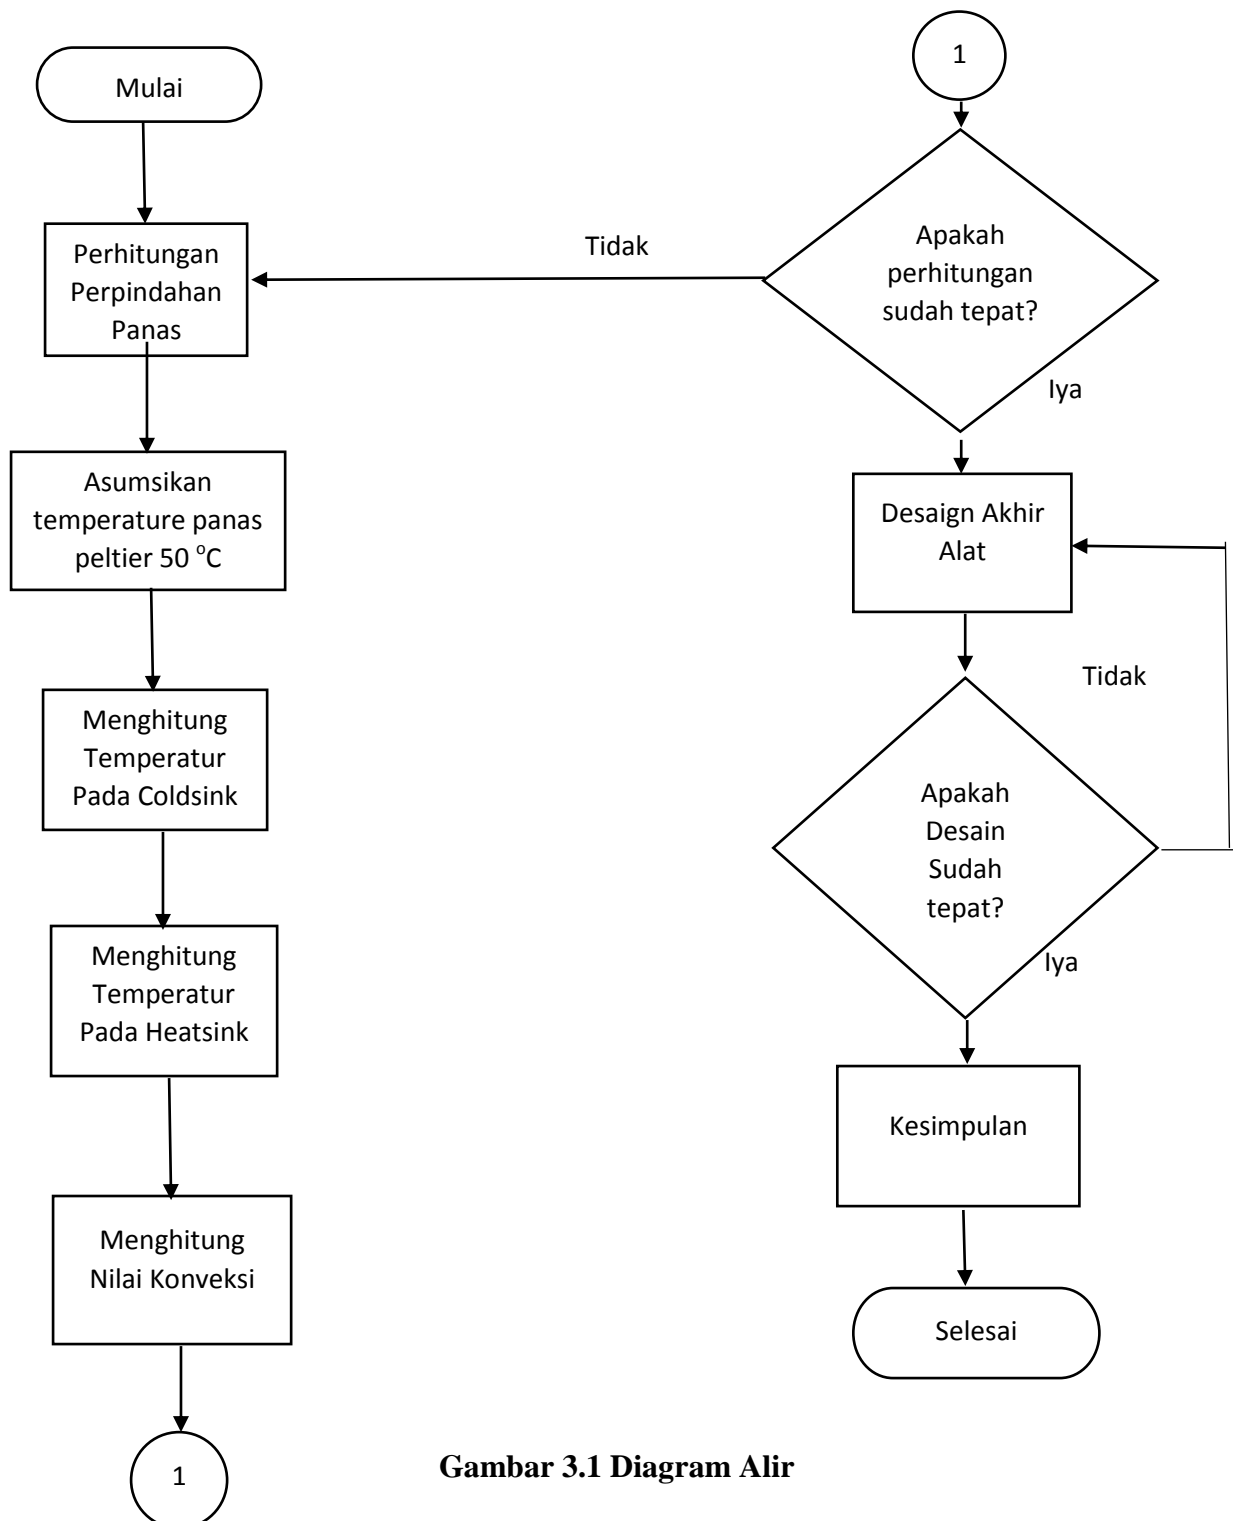 Mulai
Perhitungan
Perpindahan
Panas
Asumsikan
temperature panas
peltier 50 °C
Menghitung
Temperatur
Pada Coldsink
Menghitung
Temperatur
Pada Heatsink
Menghitung
Nilai Konveksi
1
1
Apakah
perhitungan
sudah tepat?
Tidak
Iya
Desaign Akhir
Alat
Tidak
Apakah
Desain
Sudah
tepat?
Iya
Kesimpulan
Selesai
Gambar 3.1 Diagram Alir